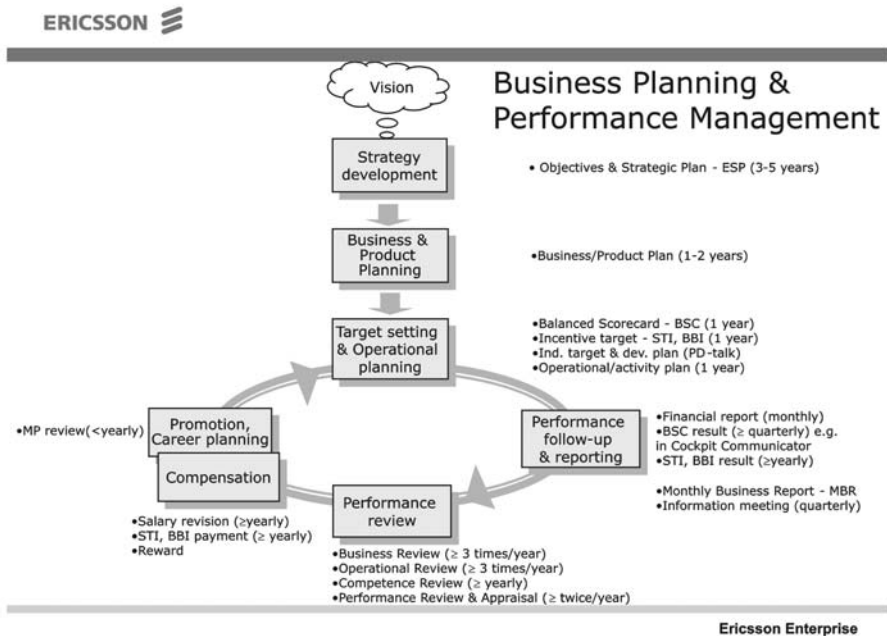 ERICSSON
Business Planning &
Performance Management
Vision
Strategy
development
• Objectives & Strategic Plan - ESP (3-5 years)
Business &
Product
Planning
•Business/Product Plan (1-2 years)
Target setting
& Operational
planning
•Balanced Scorecard - BSC (1 year)
•Incentive target - STI, BBI (1 year)
•Ind. target & dev. plan (PD-talk)
•Operational/activity plan (1 year)
•MP review(<yearly)
Promotion,
Career planning
Compensation
•Salary revision (≥yearly)
•STI, BBI payment (≥ yearly)
•Reward
Performance
follow-up
& reporting
•Financial report (monthly)
•BSC result (≥ quarterly) e.g.
in Cockpit Communicator
•STI, BBI result (≥yearly)
•Monthly Business Report - MBR
•Information meeting (quarterly)
Performance
review
•Business Review (≥ 3 times/year)
•Operational Review (≥ 3 times/year)
•Competence Review (≥ yearly)
•Performance Review & Appraisal (≥ twice/year)
Ericsson Enterprise